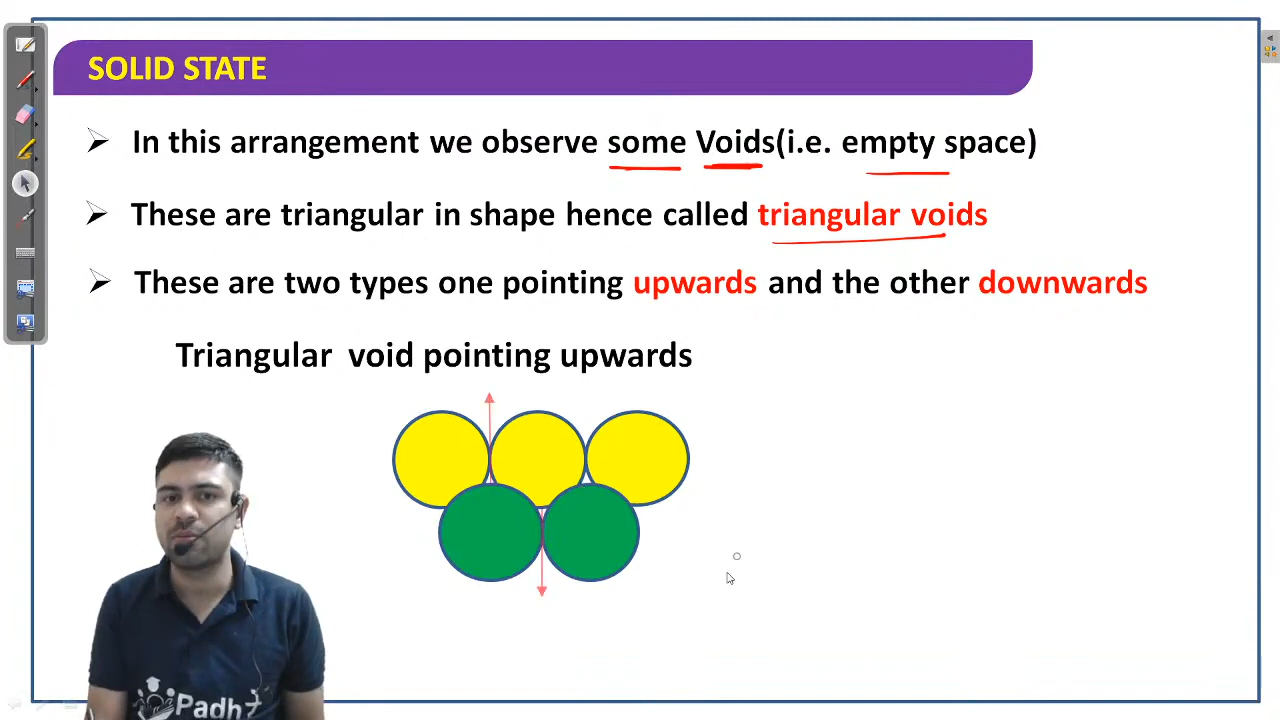 SOLID STATE
In this arrangement we observe some Voids(i.e. empty space)
These are triangular in shape hence called triangular voids
These are two types one pointing upwards and the other downwards
Triangular void pointing upwards
Padh